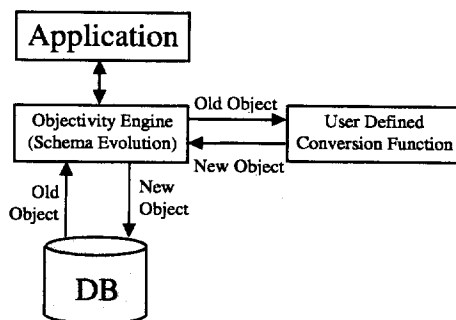 Application
Objectivity Engine
(Schema Evolution)
Old Object
New Object
User Defined
Conversion Function
Old
Object
New
Object
DB